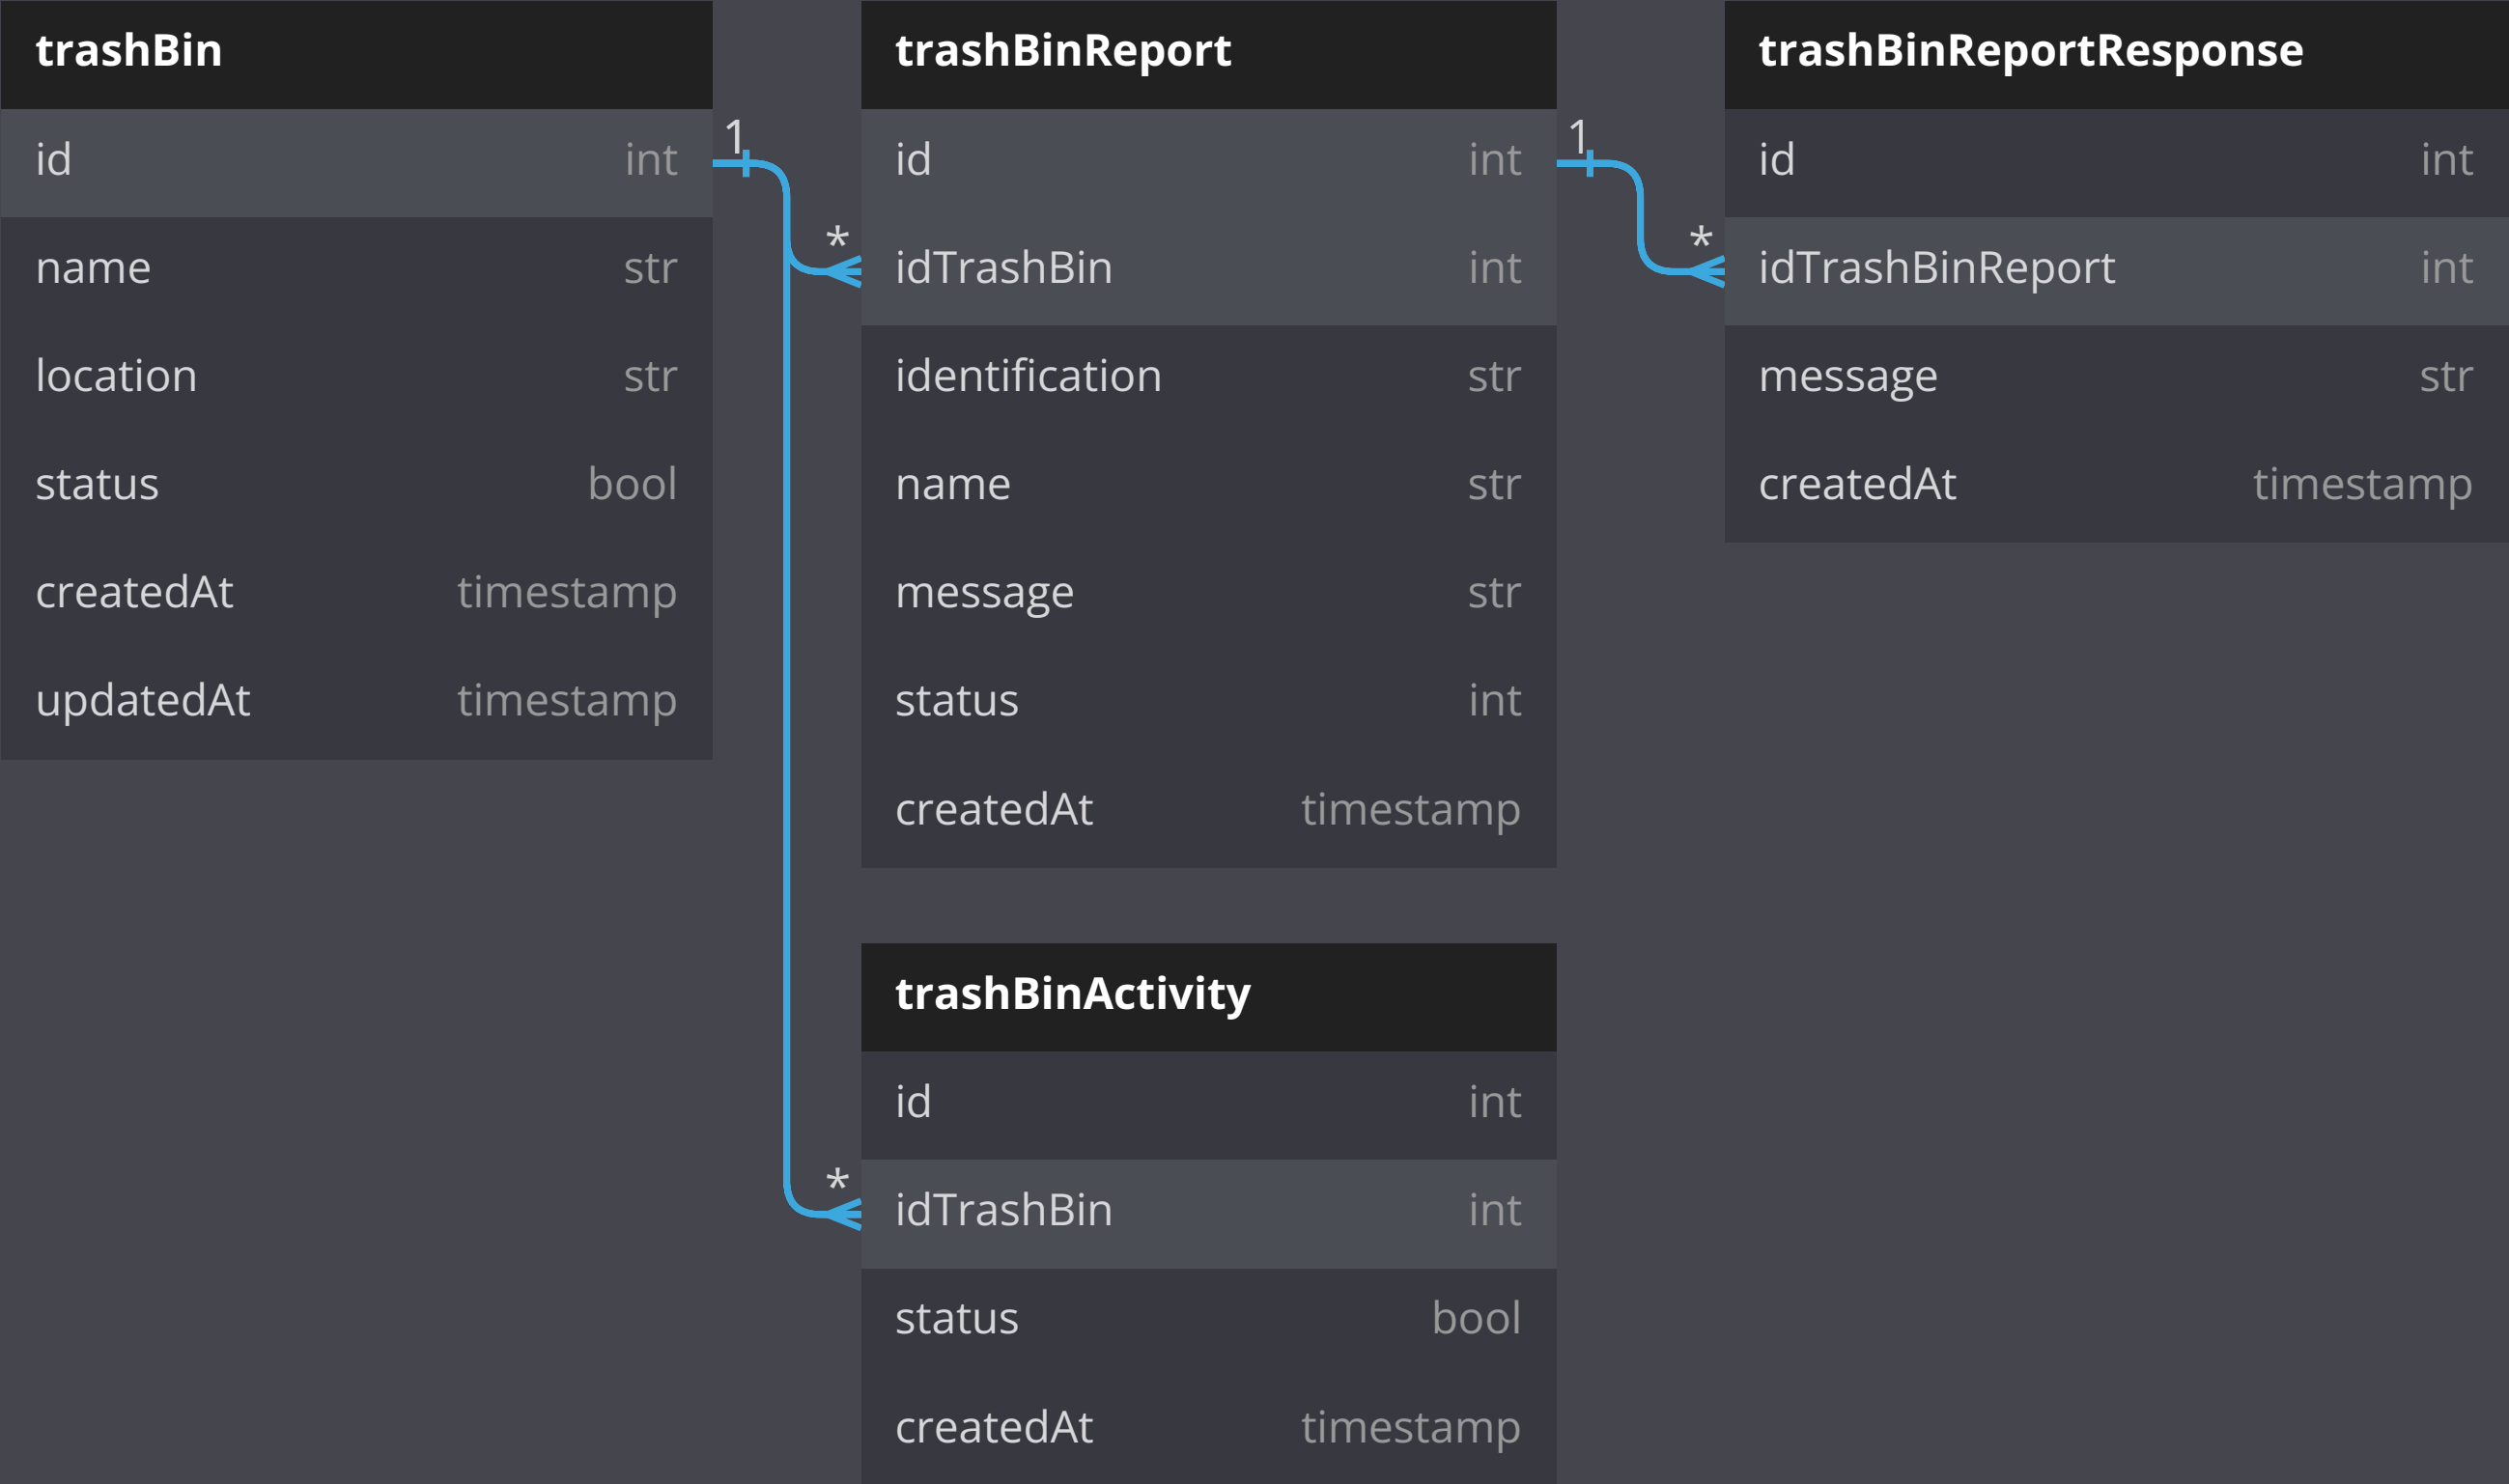 trashBin
id int
name str
location str
status bool
createdAt timestamp
updatedAt timestamp
1
*
trashBinReport
id int
idTrashBin int
identification str
name str
message str
status int
createdAt timestamp
1
*
trashBinReportResponse
id int
idTrashBinReport int
message str
createdAt timestamp
*
trashBinActivity
id int
idTrashBin int
status bool
createdAt timestamp